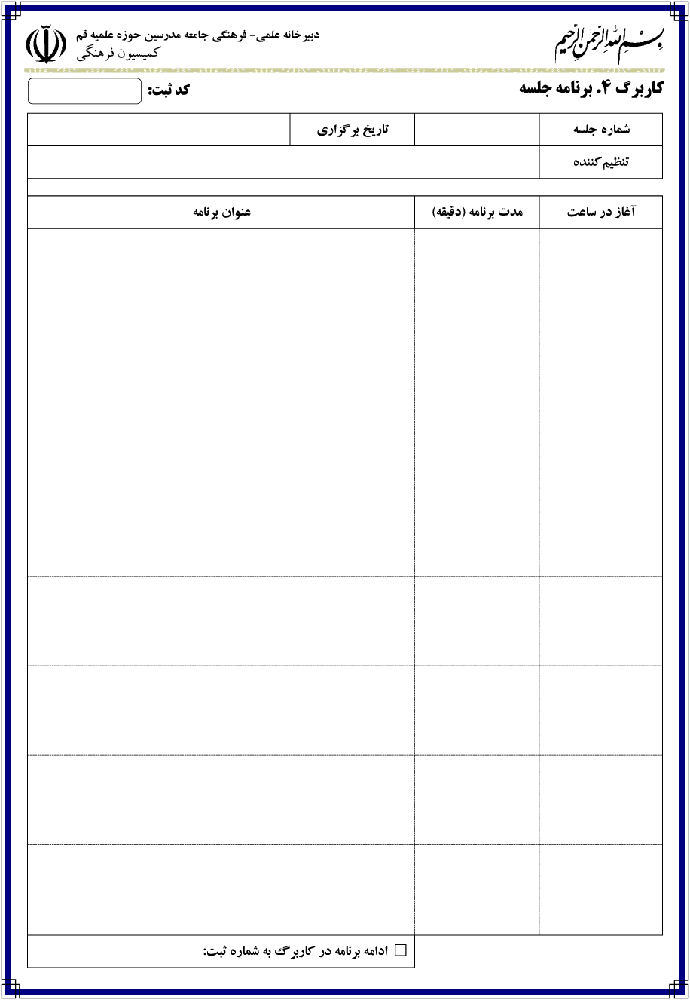 بسم الله الرحمن الرحیم
دبیرخانه علمی- فرهنگی جامعه مدرسین حوزه علمیه قم
کمیسیون فرهنگی
کاربرگ ۴. برنامه جلسه
کد ثبت:
شماره جلسه
تاریخ برگزاری
تنظیم‌کننده
آغاز در ساعت
مدت برنامه (دقیقه)
عنوان برنامه
ادامه برنامه در کاربرگ به شماره ثبت: